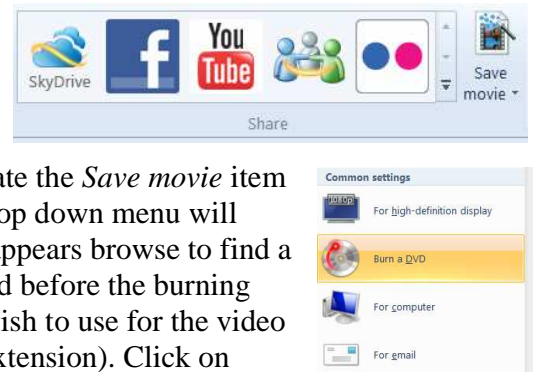 You
Tube
SkyDrive
Save
movie
Share
ate the Save movie item
op down menu will
appears browse to find a
d before the burning
ish to use for the video
xtension). Click on
Common settings
1080p
For high-definition display
Burn a DVD
For computer
For email